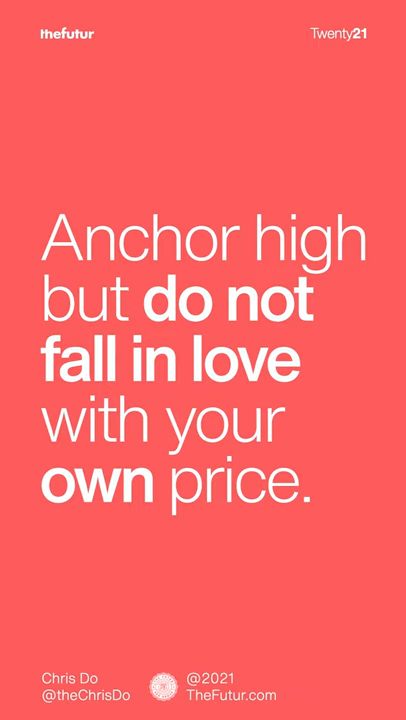 thefutur
Twenty21
Anchor high
but do not
fall in love
with your
own price.
Chris Do
@theChrisDo
@2021
TheFutur.com